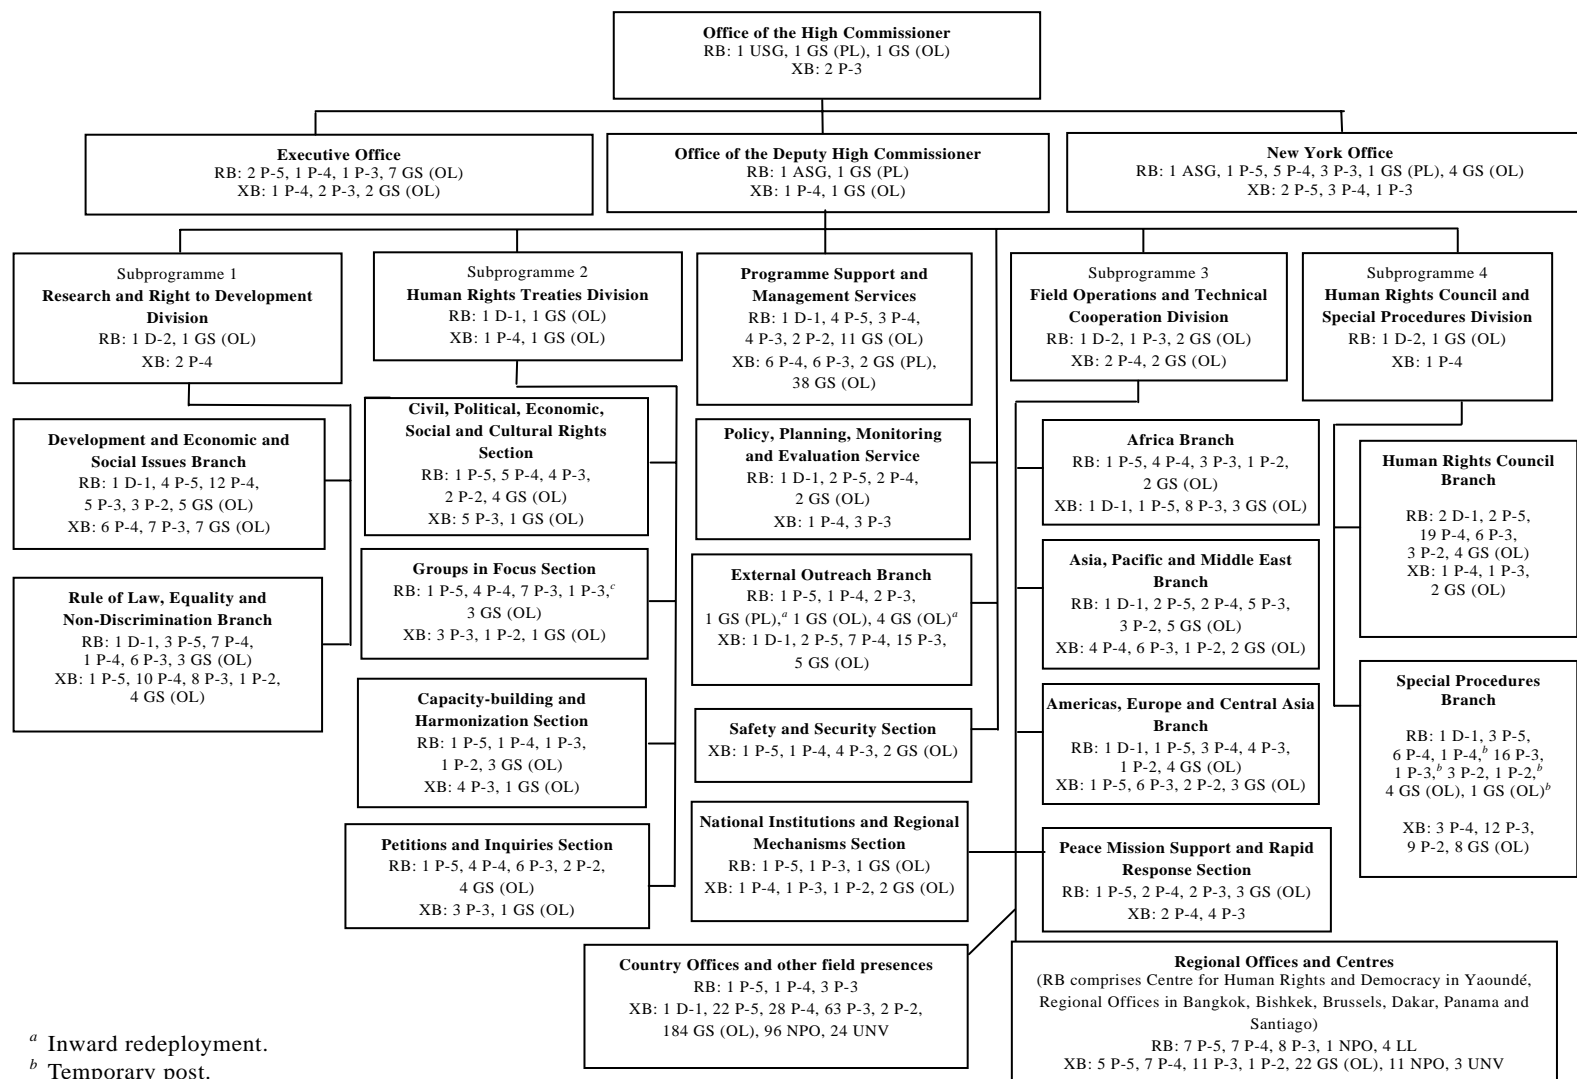 Office of the High Commissioner
RB: 1 USG, 1 GS (PL), 1 GS (OL)
XB: 2 P-3
Executive Office
RB: 2 P-5, 1 P-4, 1 P-3, 7 GS (OL)
XB: 1 P-4, 2 P-3, 2 GS (OL)
Office of the Deputy High Commissioner
RB: 1 ASG, 1 GS (PL)
XB: 1 P-4, 1 GS (OL)
New York Office
RB: 1 ASG, 1 P-5, 5 P-4, 3 P-3, 1 GS (PL), 4 GS (OL)
XB: 2 P-5, 3 P-4, 1 P-3
Subprogramme 1
Research and Right to Development
Division
RB: 1 D-2, 1 GS (OL)
XB: 2 P-4
Development and Economic and
Social Issues Branch
RB: 1 D-1, 4 P-5, 12 P-4,
5 P-3, 3 P-2, 5 GS (OL)
XB: 6 P-4, 7 P-3, 7 GS (OL)
Rule of Law, Equality and
Non-Discrimination Branch
RB: 1 D-1, 3 P-5, 7 P-4,
1 P-4, 6 P-3, 3 GS (OL)
XB: 1 P-5, 10 P-4, 8 P-3, 1 P-2,
4 GS (OL)
Subprogramme 2
Human Rights Treaties Division
RB: 1 D-1, 1 GS (OL)
XB: 1 P-4, 1 GS (OL)
Civil, Political, Economic,
Social and Cultural Rights
Section
RB: 1 P-5, 5 P-4, 4 P-3,
2 P-2, 4 GS (OL)
XB: 5 P-3, 1 GS (OL)
Groups in Focus Section
RB: 1 P-5, 4 P-4, 7 P-3, 1 P-3,c
3 GS (OL)
XB: 3 P-3, 1 P-2, 1 GS (OL)
Capacity-building and
Harmonization Section
RB: 1 P-5, 1 P-4, 1 P-3,
1 P-2, 3 GS (OL)
XB: 4 P-3, 1 GS (OL)
Petitions and Inquiries Section
RB: 1 P-5, 4 P-4, 6 P-3, 2 P-2,
4 GS (OL)
XB: 3 P-3, 1 GS (OL)
Programme Support and
Management Services
RB: 1 D-1, 4 P-5, 3 P-4,
4 P-3, 2 P-2, 11 GS (OL)
XB: 6 P-4, 6 P-3, 2 GS (PL),
38 GS (OL)
Policy, Planning, Monitoring
and Evaluation Service
RB: 1 D-1, 2 P-5, 2 P-4,
2 GS (OL)
XB: 1 P-4, 3 P-3
External Outreach Branch
RB: 1 P-5, 1 P-4, 2 P-3,
1 GS (PL),a 1 GS (OL), 4 GS (OL)a
XB: 1 D-1, 2 P-5, 7 P-4, 15 P-3,
5 GS (OL)
Safety and Security Section
XB: 1 P-5, 1 P-4, 4 P-3, 2 GS (OL)
National Institutions and Regional
Mechanisms Section
RB: 1 P-5, 1 P-3, 1 GS (OL)
XB: 1 P-4, 1 P-3, 1 P-2, 2 GS (OL)
Subprogramme 3
Field Operations and Technical
Cooperation Division
RB: 1 D-2, 1 P-3, 2 GS (OL)
XB: 2 P-4, 2 GS (OL)
Africa Branch
RB: 1 P-5, 4 P-4, 3 P-3, 1 P-2,
2 GS (OL)
XB: 1 D-1, 1 P-5, 8 P-3, 3 GS (OL)
Asia, Pacific and Middle East
Branch
RB: 1 D-1, 2 P-5, 2 P-4, 5 P-3,
3 P-2, 5 GS (OL)
XB: 4 P-4, 6 P-3, 1 P-2, 2 GS (OL)
Americas, Europe and Central Asia
Branch
RB: 1 D-1, 1 P-5, 3 P-4, 4 P-3,
1 P-2, 4 GS (OL)
XB: 1 P-5, 6 P-3, 2 P-2, 3 GS (OL)
Peace Mission Support and Rapid
Response Section
RB: 1 P-5, 2 P-4, 2 P-3, 3 GS (OL)
XB: 2 P-4, 4 P-3
Subprogramme 4
Human Rights Council and
Special Procedures Division
RB: 1 D-2, 1 GS (OL)
XB: 1 P-4
Human Rights Council
Branch
RB: 2 D-1, 2 P-5,
19 P-4, 6 P-3,
3 P-2, 4 GS (OL)
XB: 1 P-4, 1 P-3,
2 GS (OL)
Special Procedures
Branch
RB: 1 D-1, 3 P-5,
6 P-4, 1 P-4,b 16 P-3,
1 P-3,b 3 P-2, 1 P-2,b
4 GS (OL), 1 GS (OL)b
XB: 3 P-4, 12 P-3,
9 P-2, 8 GS (OL)
Country Offices and other field presences
RB: 1 P-5, 1 P-4, 3 P-3
XB: 1 D-1, 22 P-5, 28 P-4, 63 P-3, 2 P-2,
184 GS (OL), 96 NPO, 24 UNV
Regional Offices and Centres
(RB comprises Centre for Human Rights and Democracy in Yaoundé,
Regional Offices in Bangkok, Bishkek, Brussels, Dakar, Panama and
Santiago)
RB: 7 P-5, 7 P-4, 8 P-3, 1 NPO, 4 LL
XB: 5 P-5, 7 P-4, 11 P-3, 1 P-2, 22 GS (OL), 11 NPO, 3 UNV
a Inward redeployment.
b Temporary post.